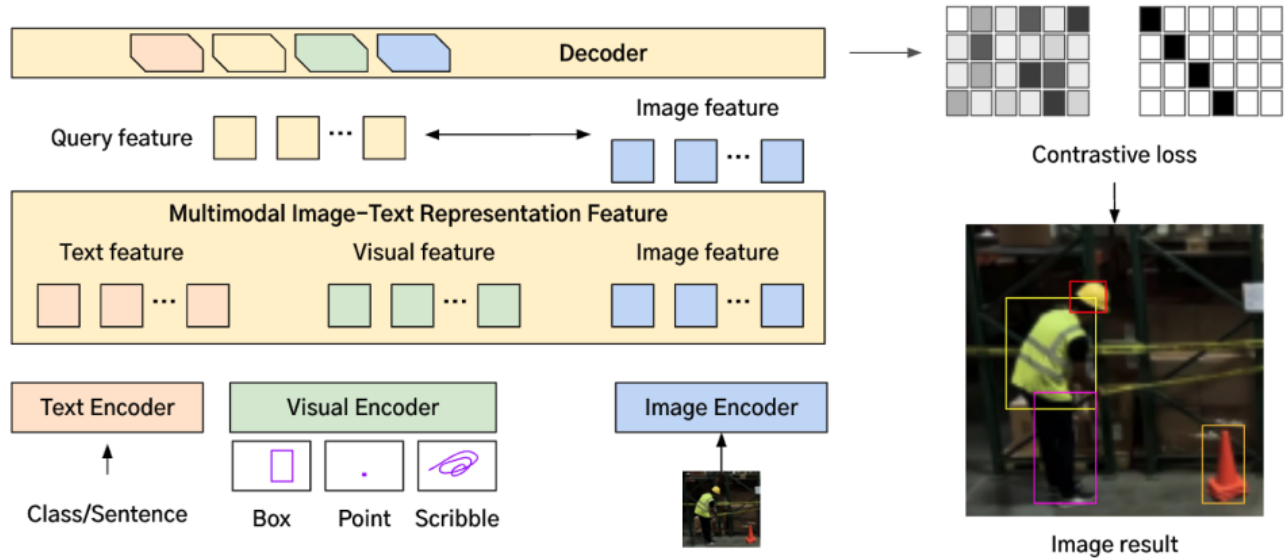 Decoder
Query feature
Image feature
Contrastive loss
Multimodal Image-Text Representation Feature
Text feature
Visual feature
Image feature
Text Encoder
Visual Encoder
Image Encoder
Class/Sentence
Box
Point
Scribble
Image result